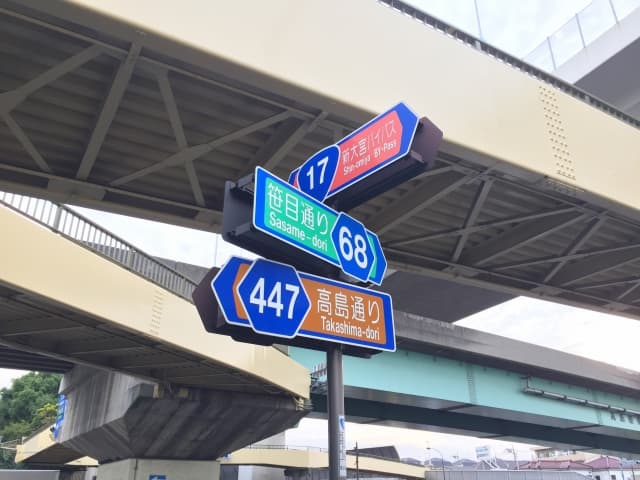 17
新大宮バイパス
Shin-omiya BY-Pass
笹目通り
Sasame-dori
68
447
高島通り
Takashima-dori